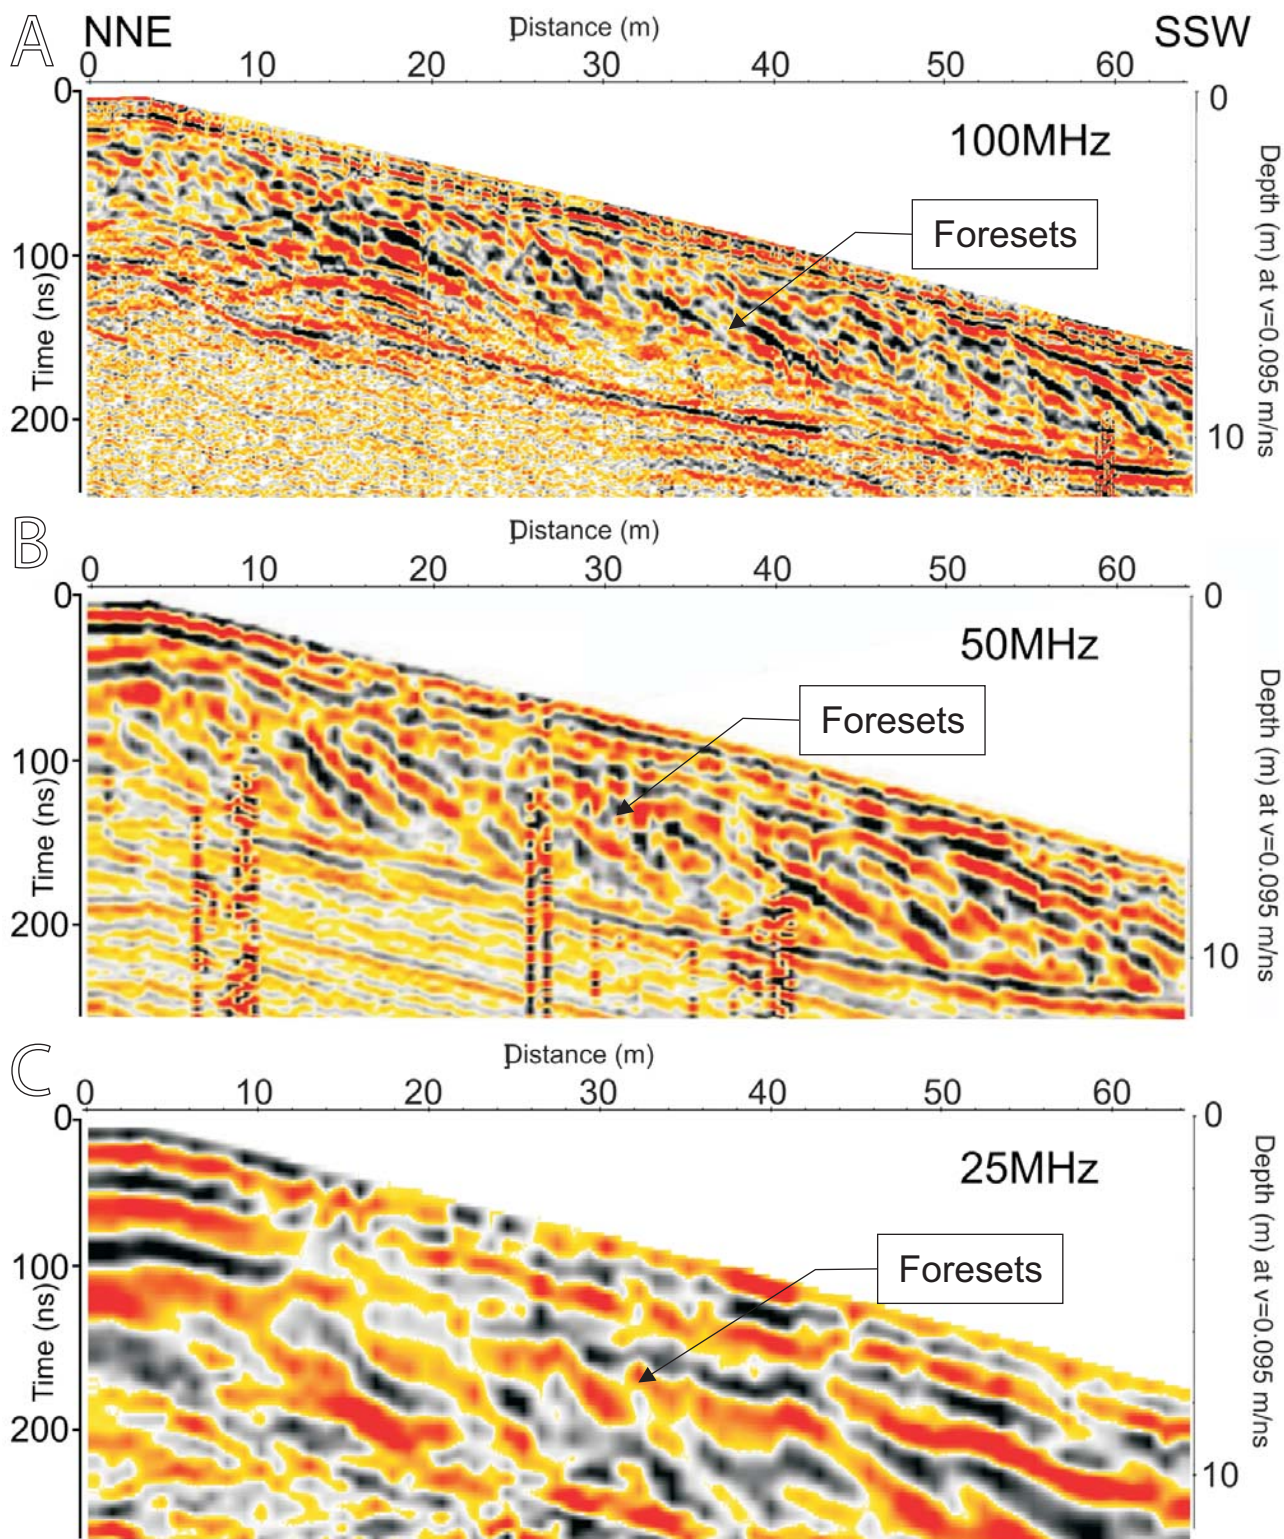 A NNE Distance (m) SSW
0 10 20 30 40 50 60
0 0
100MHz
Foresets
100
200
10
Time (ns)
Depth (m) at v=0.095 m/ns
B Distance (m)
0 10 20 30 40 50 60
0 0
50MHz
Foresets
100
200
10
Time (ns)
Depth (m) at v=0.095 m/ns
C Distance (m)
0 10 20 30 40 50 60
0 0
25MHz
Foresets
100
200
10
Time (ns)
Depth (m) at v=0.095 m/ns